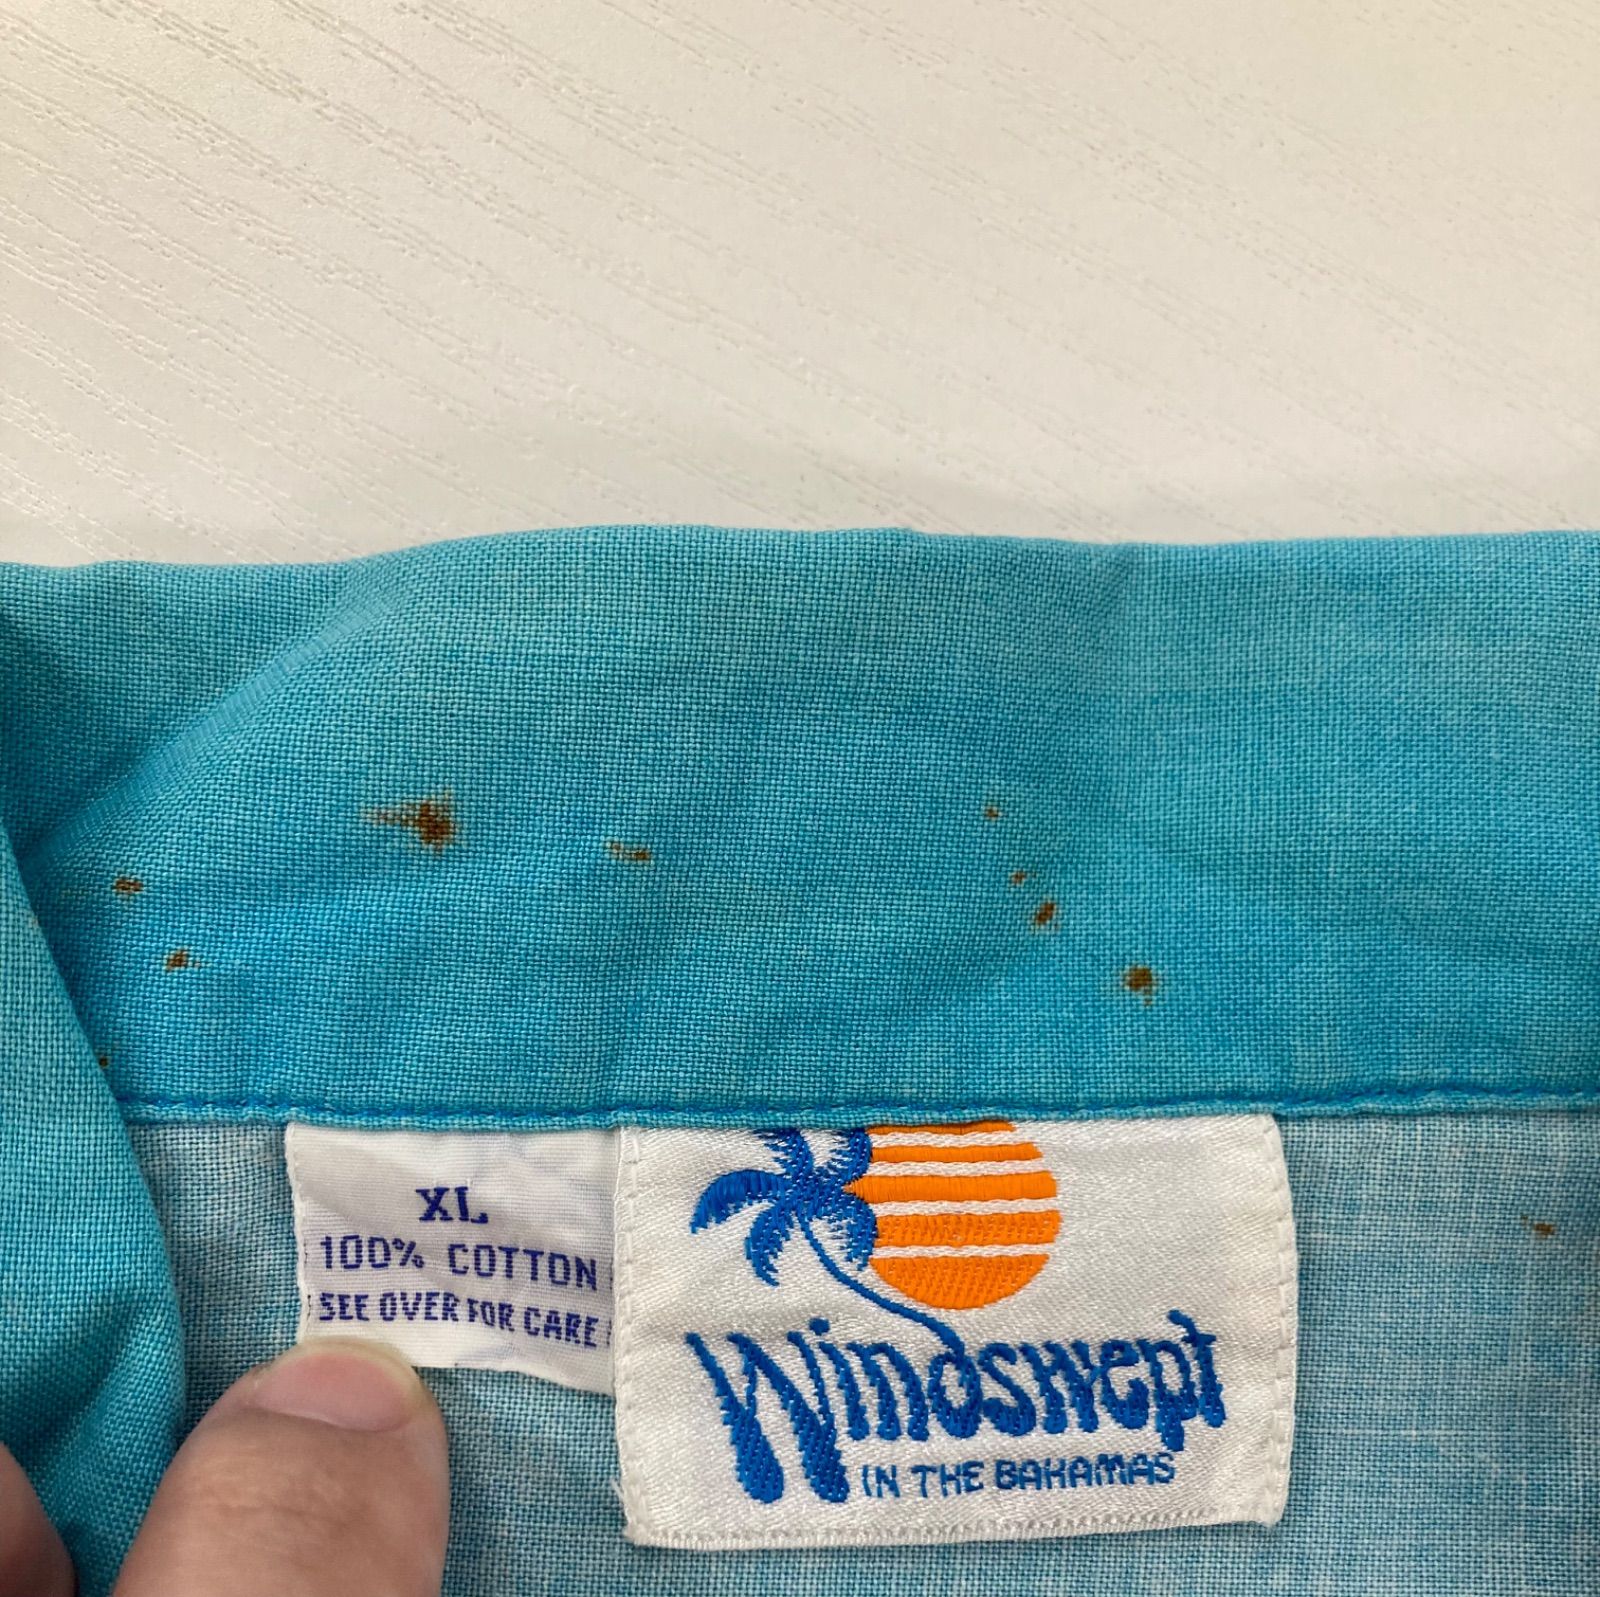 XL
100% COTTON
SEE OVER FOR CARE
Windswept
IN THE BAHAMAS